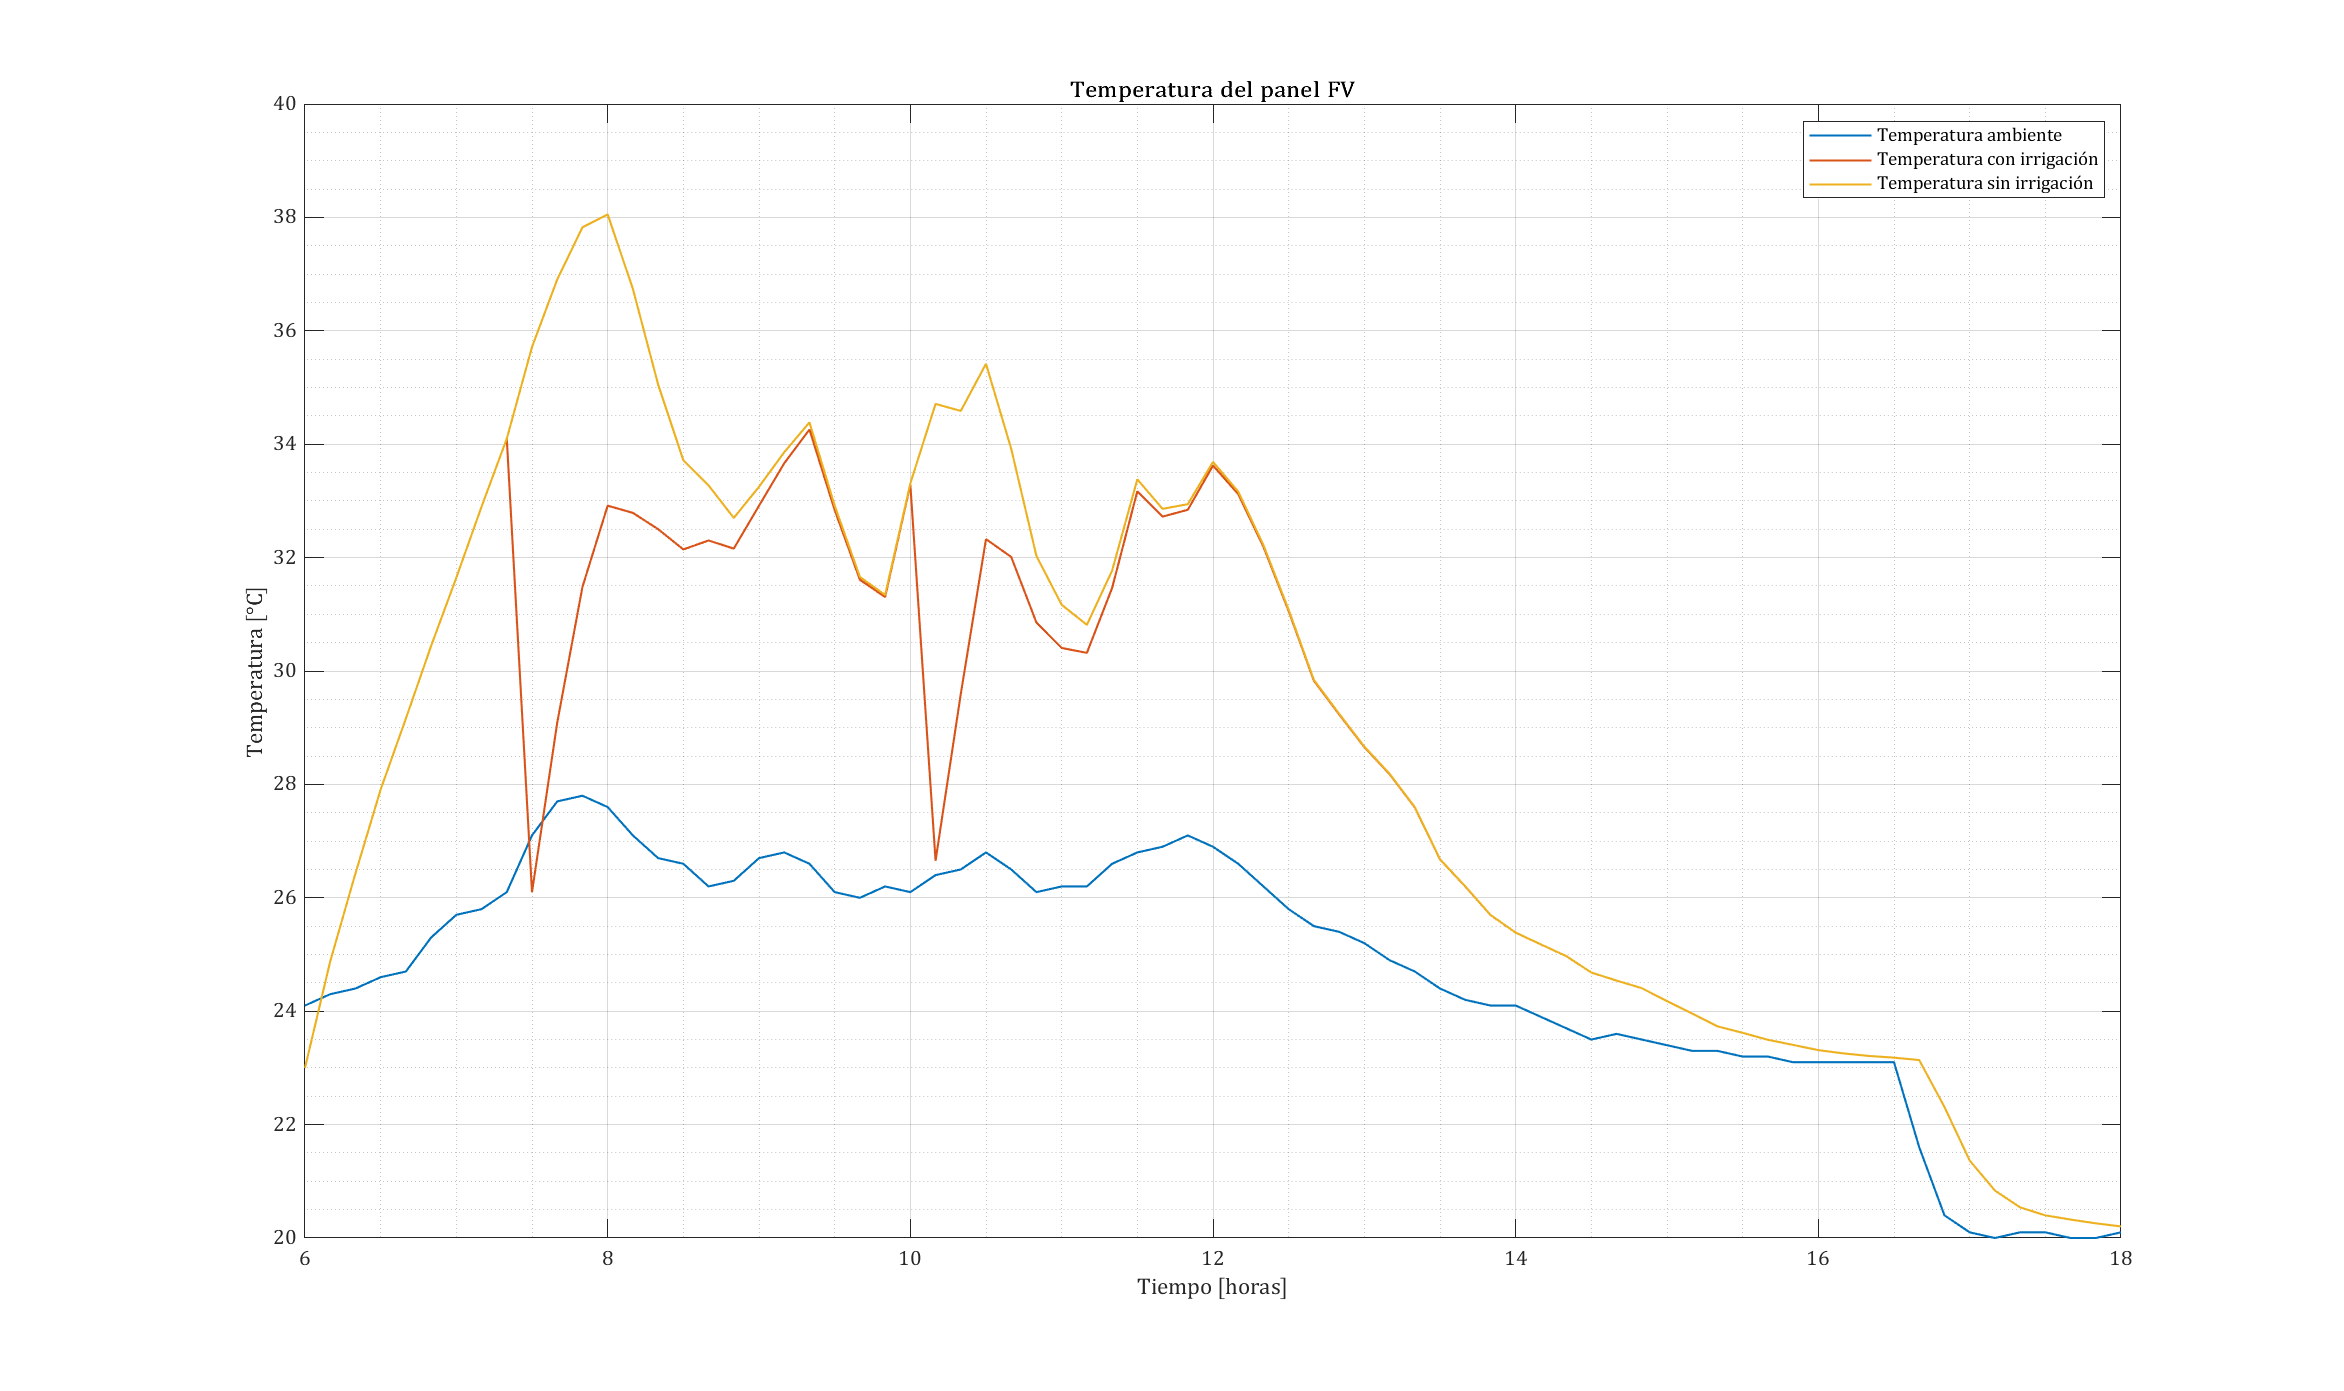 Temperatura del panel FV
40
38
36
34
32
30
28
26
24
22
20
Temperatura [°C]
Temperatura ambiente
Temperatura con irrigación
Temperatura sin irrigación
6 8 10 12 14 16 18
Tiempo [horas]